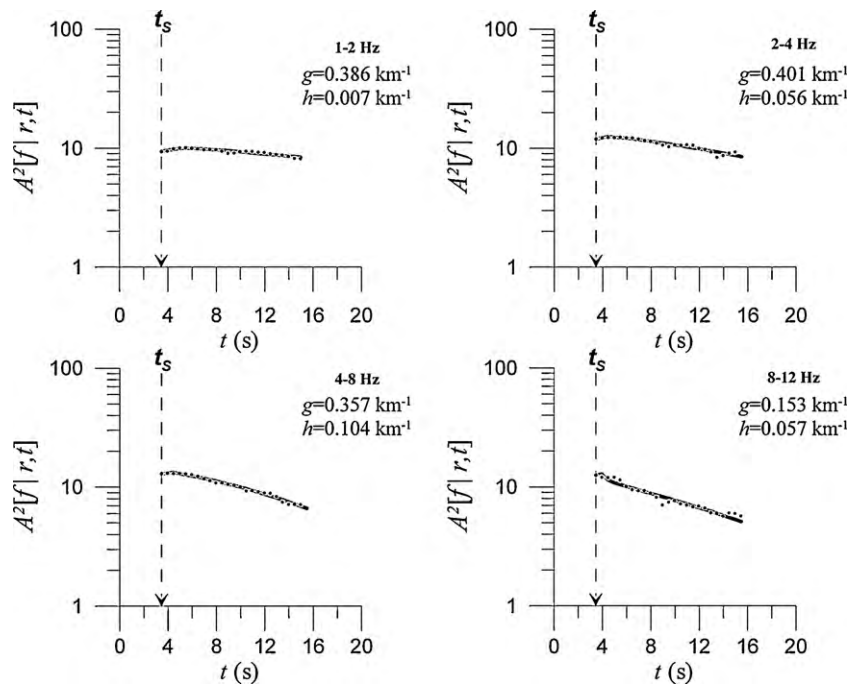 t_S
1-2 Hz
g=0.386 km⁻¹
h=0.007 km⁻¹
100
10
1
A²[f| r,t]
0 4 8 12 16 20
t (s)
t_S
2-4 Hz
g=0.401 km⁻¹
h=0.056 km⁻¹
100
10
1
A²[f| r,t]
0 4 8 12 16 20
t (s)
t_S
4-8 Hz
g=0.357 km⁻¹
h=0.104 km⁻¹
100
10
1
A²[f| r,t]
0 4 8 12 16 20
t (s)
t_S
8-12 Hz
g=0.153 km⁻¹
h=0.057 km⁻¹
100
10
1
A²[f| r,t]
0 4 8 12 16 20
t (s)